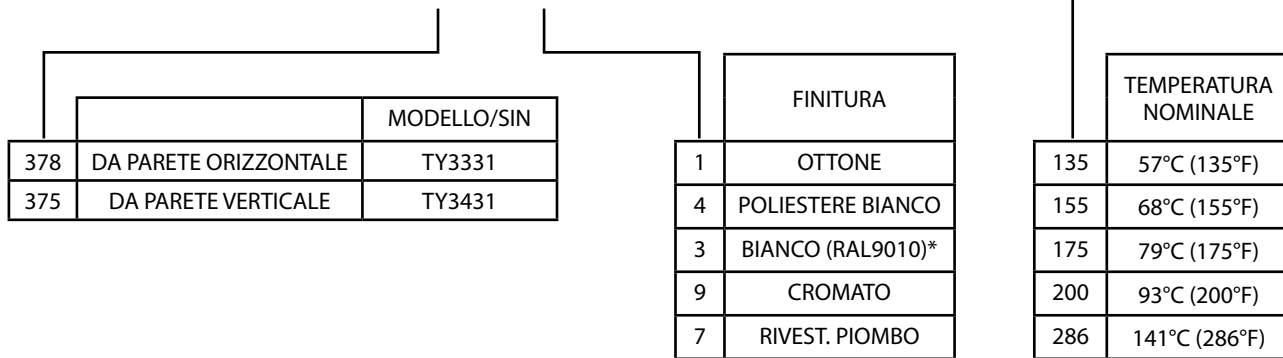 MODELLO/SIN
378 DA PARETE ORIZZONTALE TY3331
375 DA PARETE VERTICALE TY3431
FINITURA
1 OTTONE
4 POLIESTERE BIANCO
3 BIANCO (RAL9010)*
9 CROMATO
7 RIVEST. PIOMBO
TEMPERATURA
NOMINALE
135 57°C (135°F)
155 68°C (155°F)
175 79°C (175°F)
200 93°C (200°F)
286 141°C (286°F)